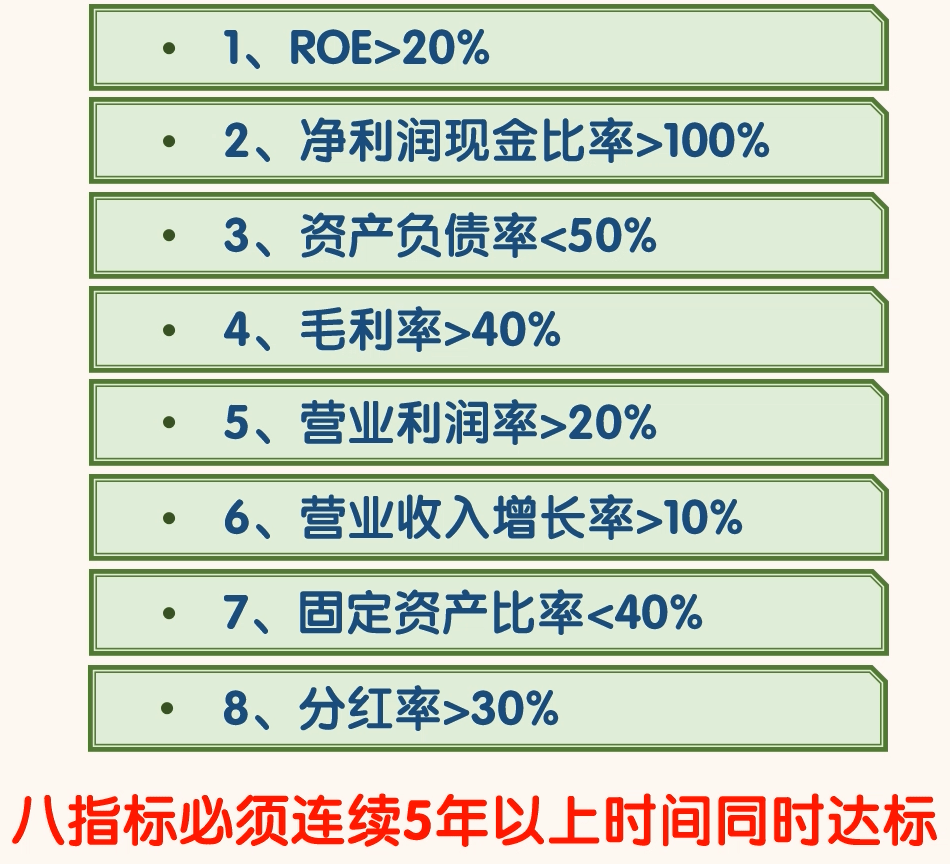 • 1、ROE>20%
• 2、净利润现金比率>100%
• 3、资产负债率<50%
• 4、毛利率>40%
• 5、营业利润率>20%
• 6、营业收入增长率>10%
• 7、固定资产比率<40%
• 8、分红率>30%
八指标必须连续5年以上时间同时达标